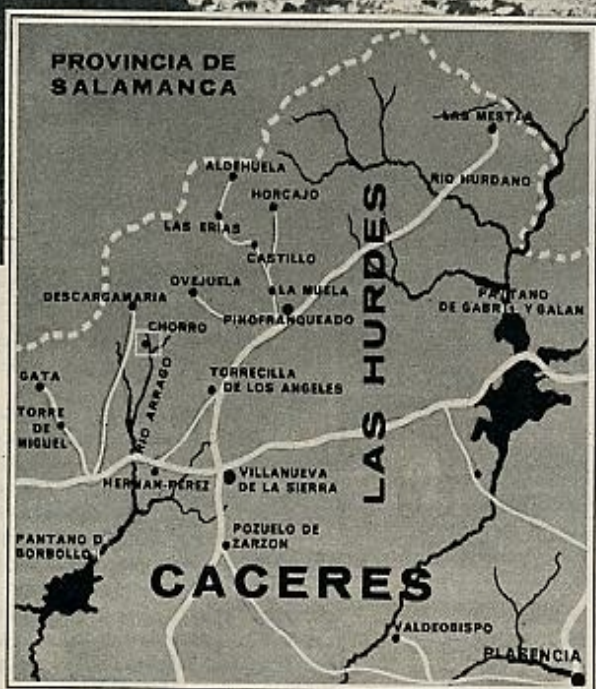 PROVINCIA DE
SALAMANCA
LAS MESTAS
ALDEHUELA
RIO HURDANO
HORCAJO
LAS ERIAS
CASTILLO
LAS HURDES
OVEJUELA
LA MUELA
DESCARGAMARIA
PINOFRANQUEADO
PANTANO
DE GABRIEL Y GALAN
CHORRO
GATA
TORRECILLA
DE LOS ANGELES
RIO ARRAGO
TORRE
DE
MIGUEL
HERNAN-PEREZ
VILLANUEVA
DE LA SIERRA
PANTANO D
BORBOLLO
POZUELO DE
ZARZON
CACERES
VALDEOBISPO
PLASENCIA